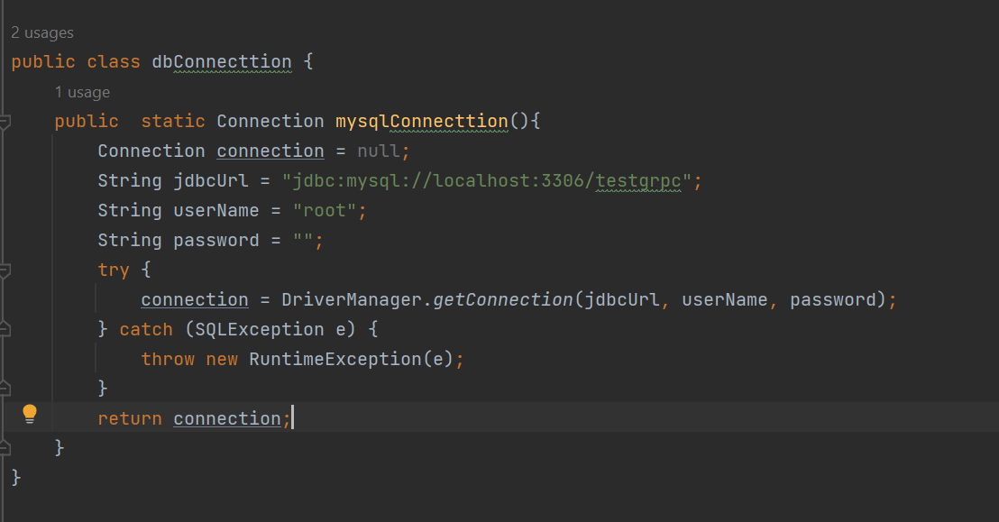 2 usages
public class dbConnecttion {
1 usage
public  static Connection mysqlConnecttion(){
Connection connection = null;
String jdbcUrl = "jdbc:mysql://localhost:3306/testgrpc";
String userName = "root";
String password = "";
try {
connection = DriverManager.getConnection(jdbcUrl, userName, password);
} catch (SQLException e) {
throw new RuntimeException(e);
}
return connection;
}
}